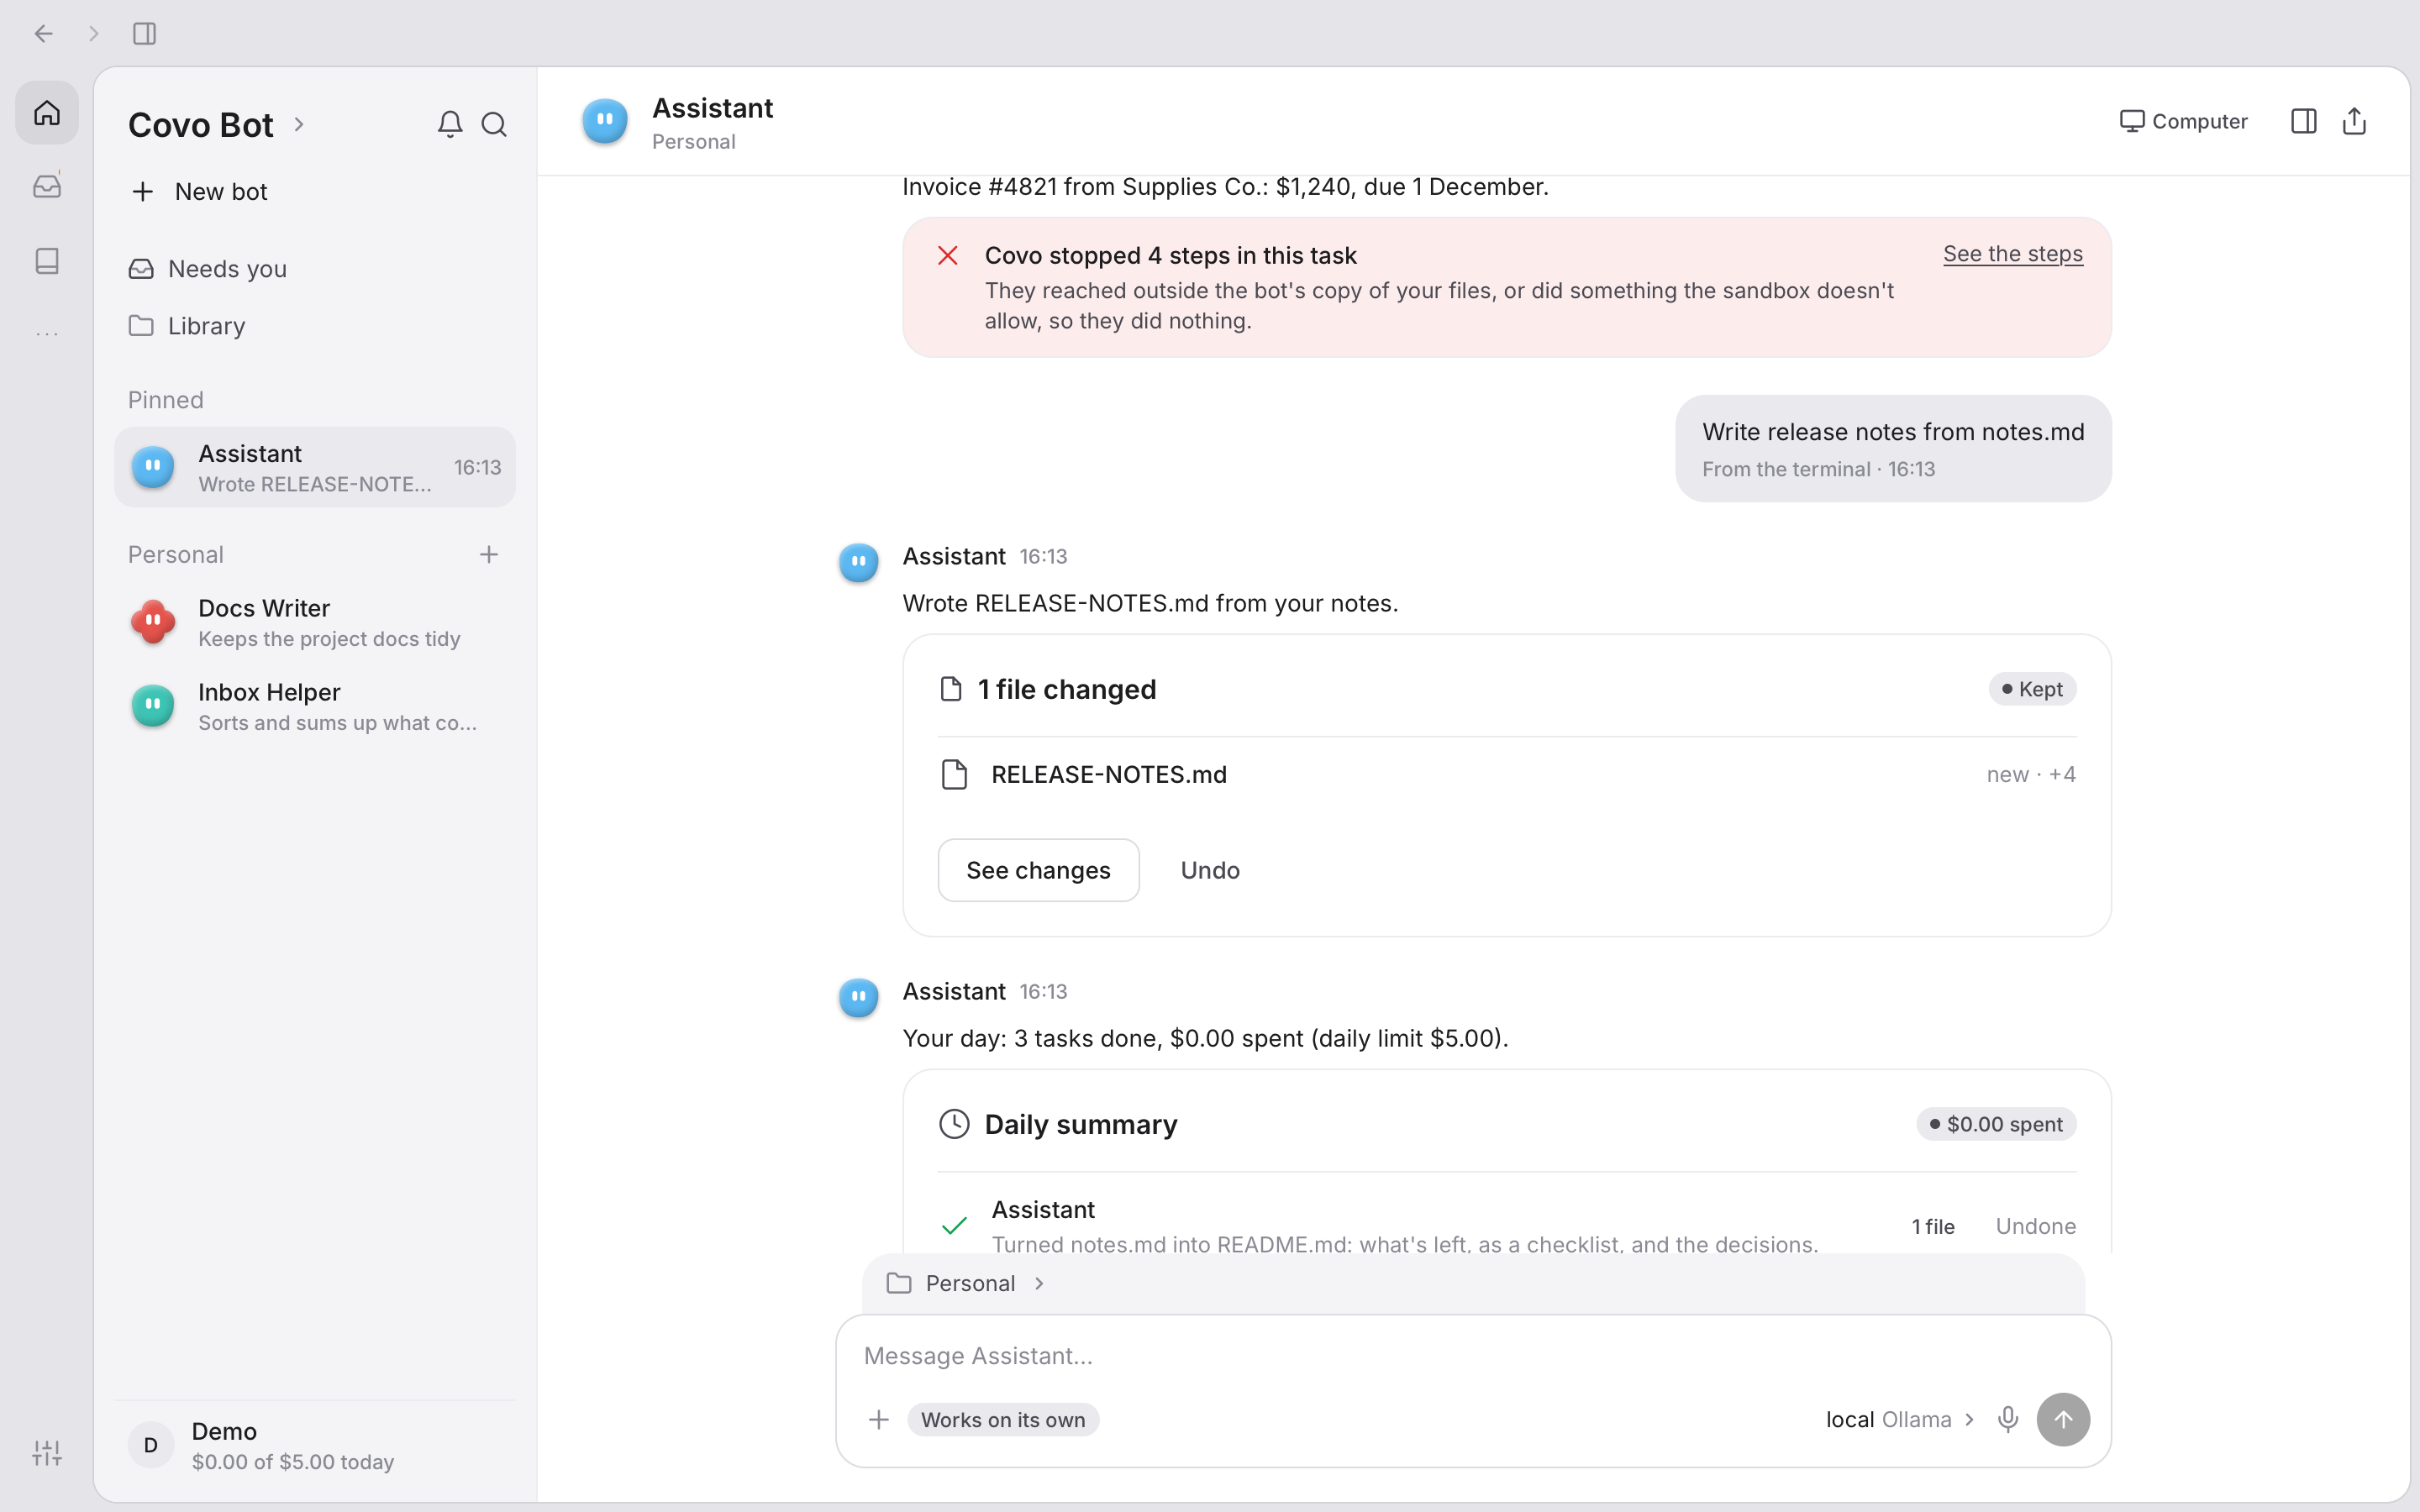 Covo Bot
New bot
Needs you
Library
Pinned
Assistant
16:13
Wrote RELEASE-NOTE...
Personal
Docs Writer
Keeps the project docs tidy
Inbox Helper
Sorts and sums up what co...
D
Demo
$0.00 of $5.00 today
Assistant
Personal
Computer
Invoice #4821 from Supplies Co.: $1,240, due 1 December.
Covo stopped 4 steps in this task
See the steps
They reached outside the bot's copy of your files, or did something the sandbox doesn't
allow, so they did nothing.
Write release notes from notes.md
From the terminal · 16:13
Assistant 16:13
Wrote RELEASE-NOTES.md from your notes.
1 file changed
Kept
RELEASE-NOTES.md
new · +4
See changes
Undo
Assistant 16:13
Your day: 3 tasks done, $0.00 spent (daily limit $5.00).
Daily summary
$0.00 spent
Assistant
Turned notes.md into README.md: what's left, as a checklist, and the decisions.
1 file
Undone
Personal
Message Assistant...
Works on its own
local Ollama